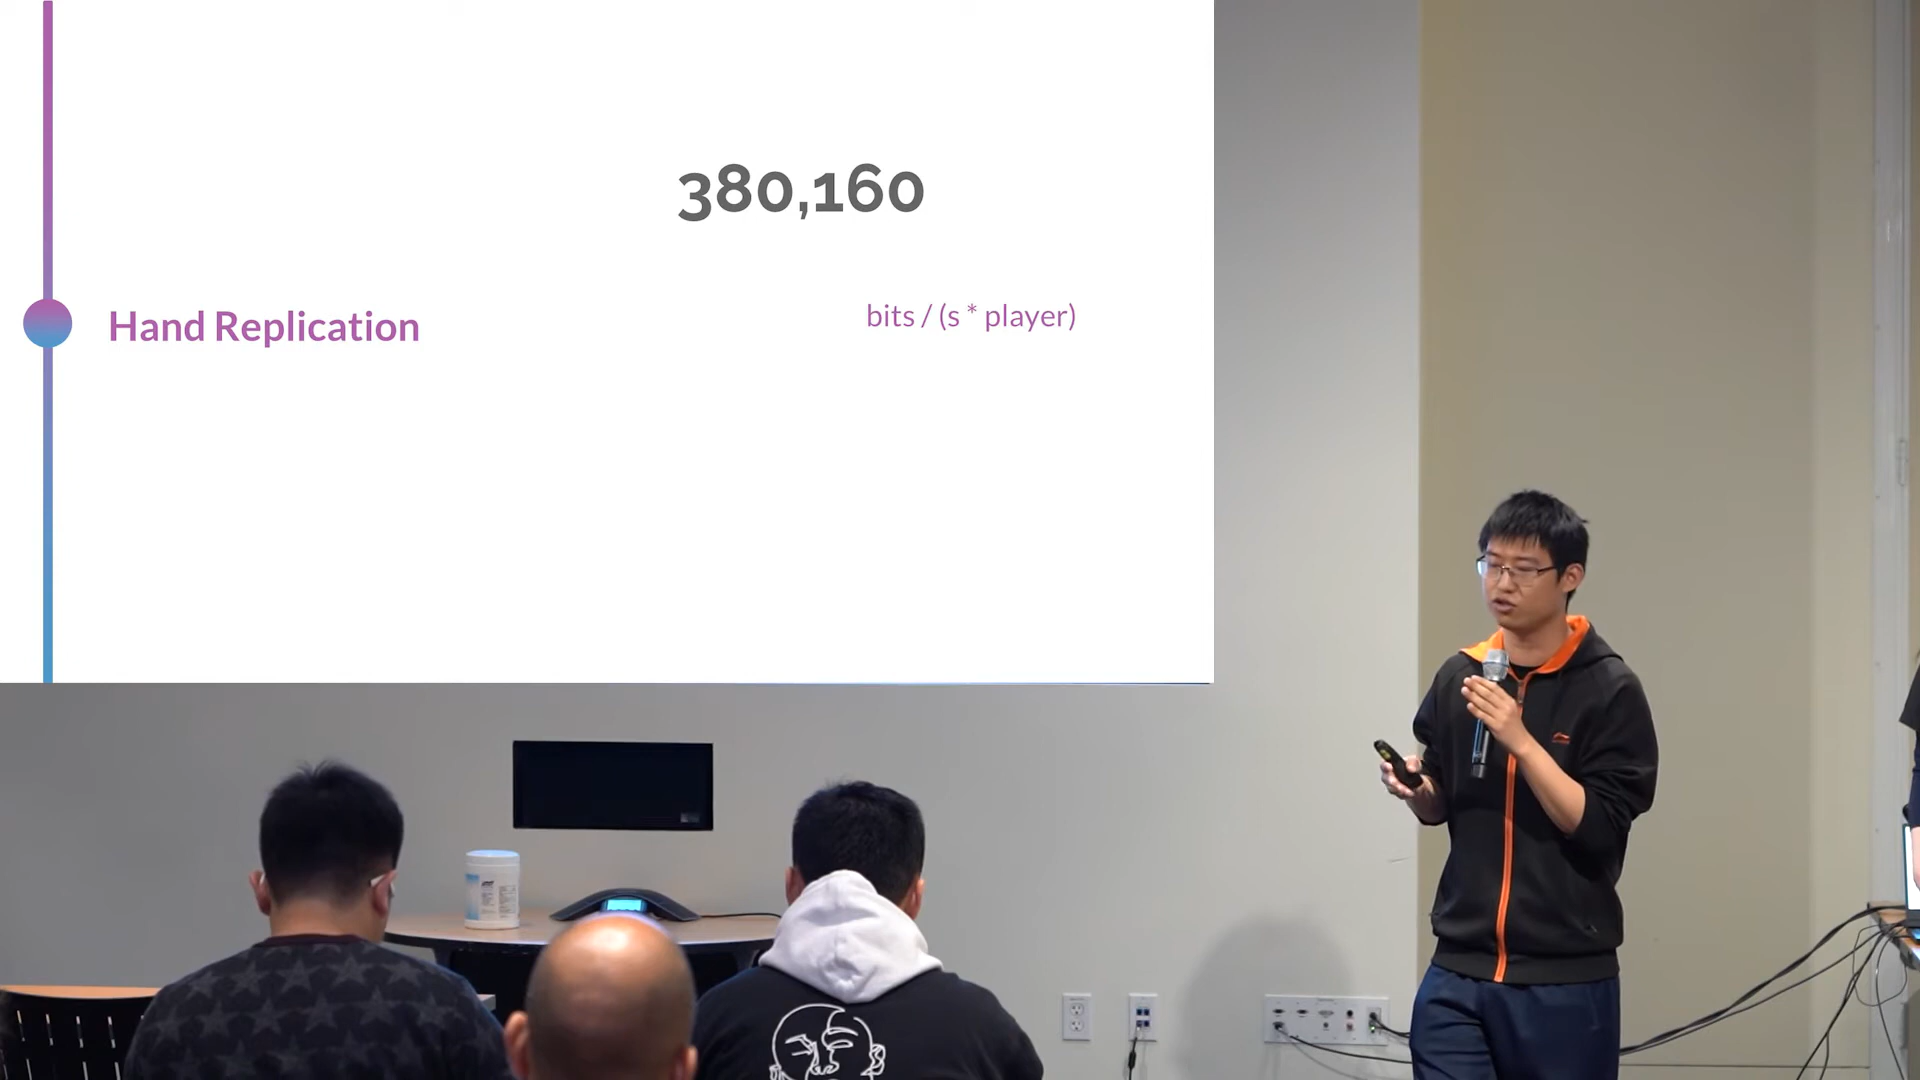 380,160
Hand Replication
bits / (s * player)